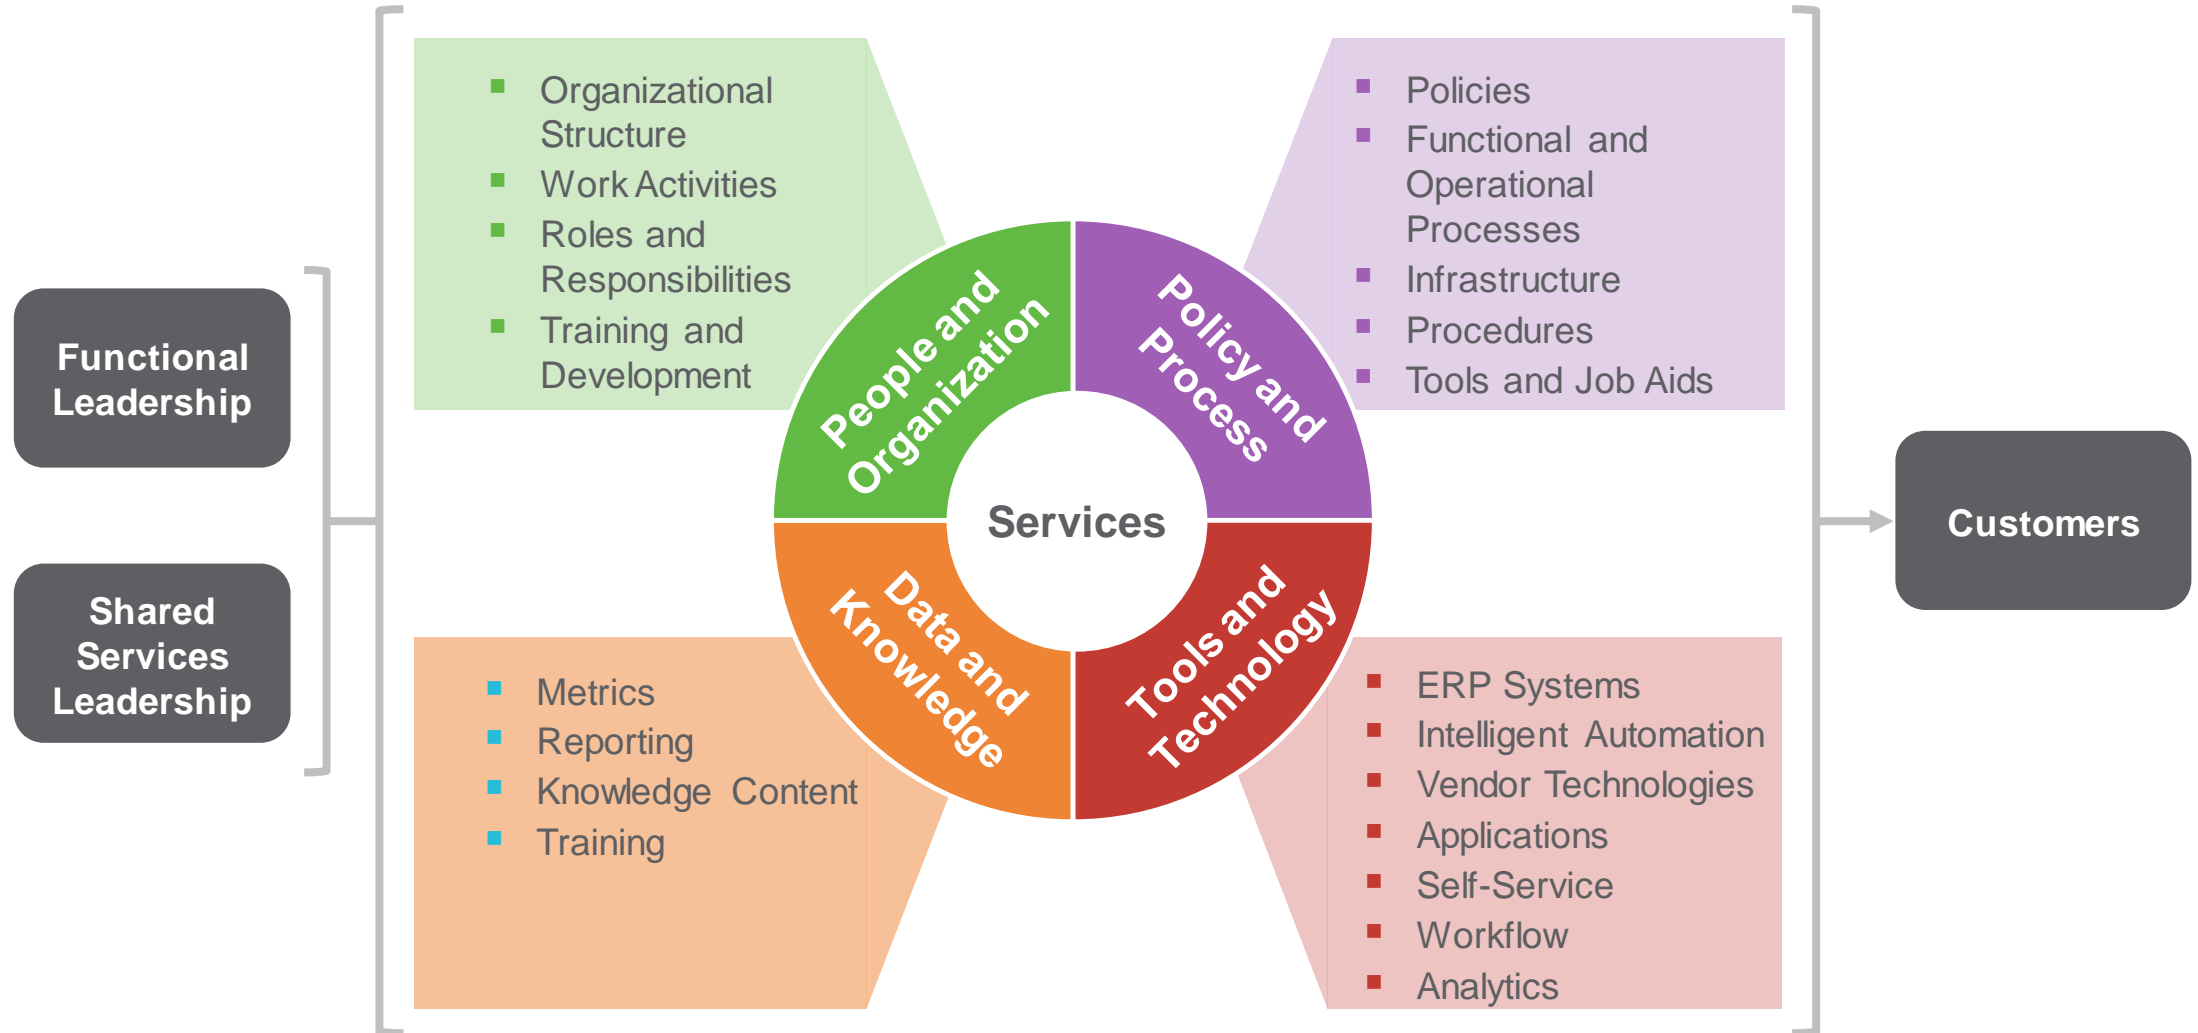 Functional
Leadership
Shared
Services
Leadership
Organizational
Structure
Work Activities
Roles and
Responsibilities
Training and
Development
Policies
Functional and
Operational
Processes
Infrastructure
Procedures
Tools and Job Aids
People and
Organization
Policy and
Process
Services
Data and
Knowledge
Tools and
Technology
Metrics
Reporting
Knowledge Content
Training
ERP Systems
Intelligent Automation
Vendor Technologies
Applications
Self-Service
Workflow
Analytics
Customers